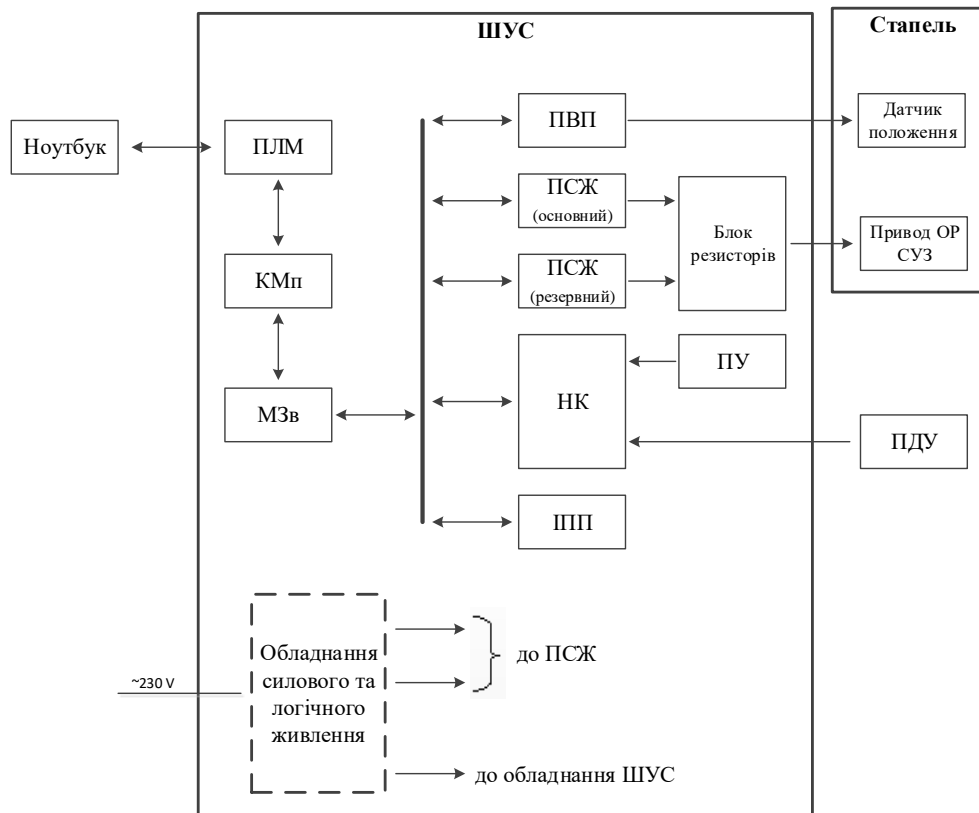 ШУС
Стапель
Ноутбук
ПЛМ
ПВП
Датчик
положення
ПСЖ
(основний)
Блок
резисторів
Привод ОР
СУЗ
КМп
ПСЖ
(резервний)
МЗв
НК
ПУ
ПДУ
ІПП
~230 V
Обладнання
силового та
логічного
живлення
до ПСЖ
до обладнання ШУС